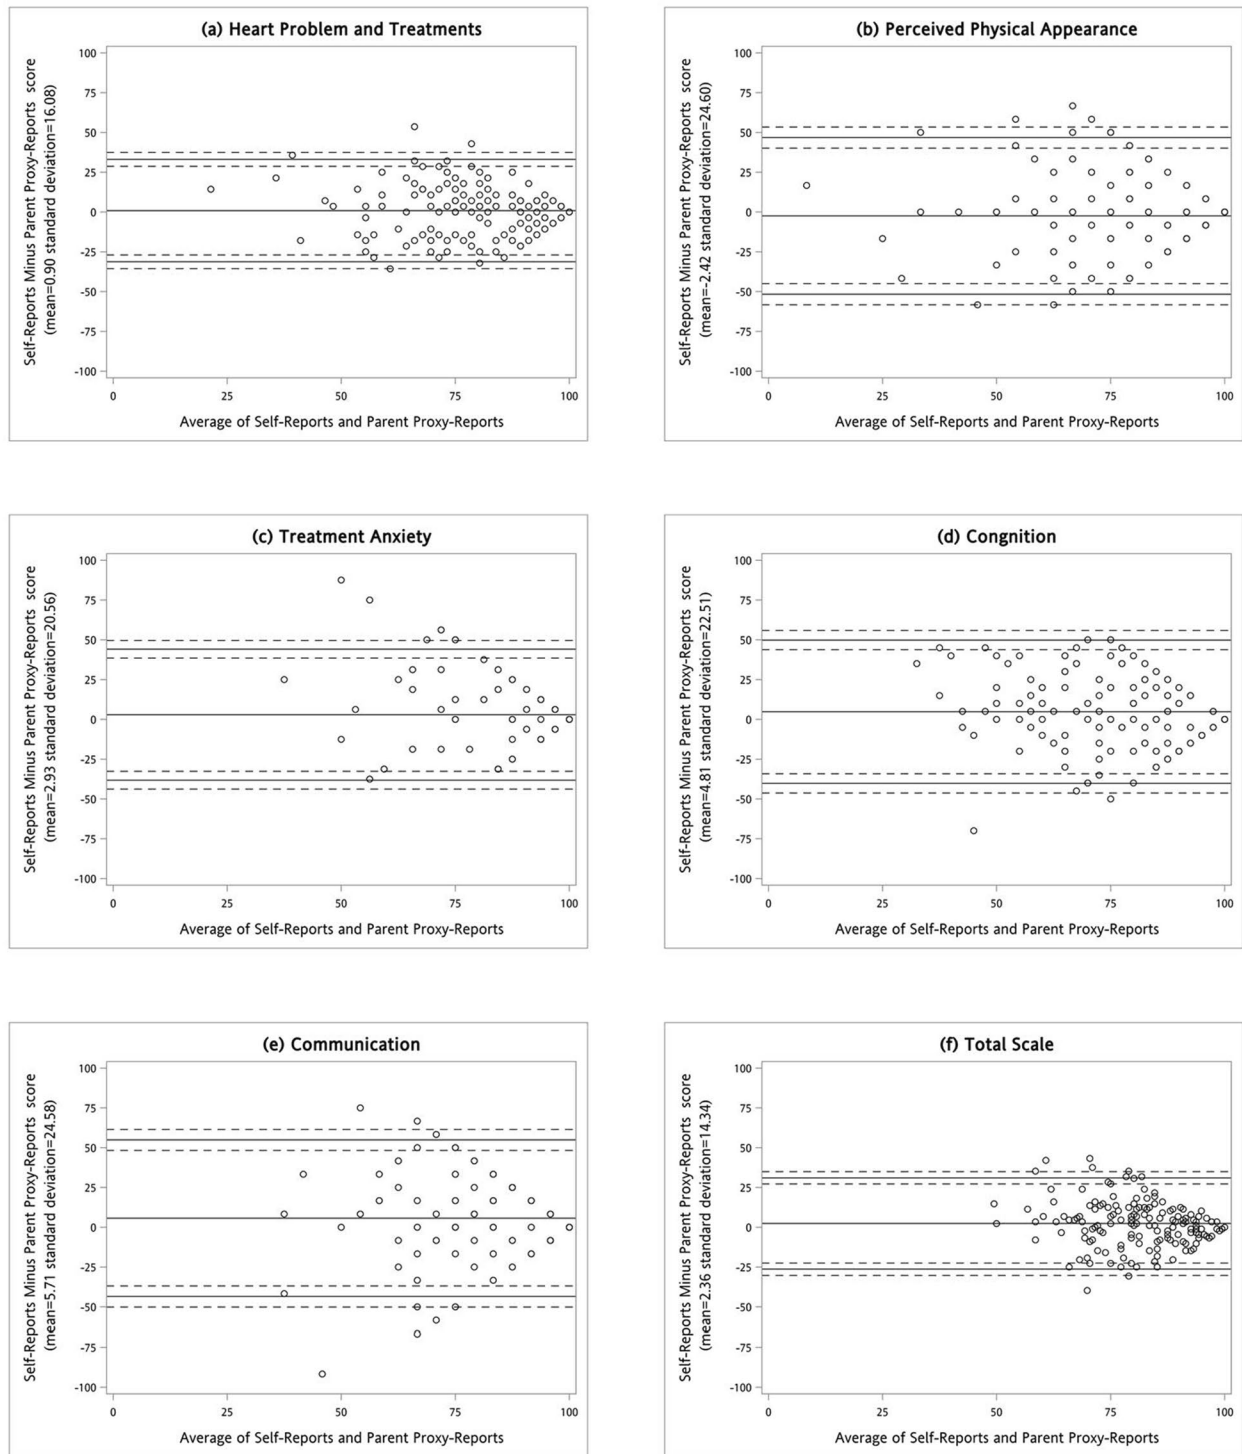 (a) Heart Problem and Treatments
Self-Reports Minus Parent Proxy-Reports score
(mean=0.90 standard deviation=16.08)
100
75
50
25
0
-25
-50
-75
-100
0 25 50 75 100
Average of Self-Reports and Parent Proxy-Reports
(b) Perceived Physical Appearance
Self-Reports Minus Parent Proxy-Reports score
(mean=-2.42 standard deviation=24.60)
100
75
50
25
0
-25
-50
-75
-100
0 25 50 75 100
Average of Self-Reports and Parent Proxy-Reports
(c) Treatment Anxiety
Self-Reports Minus Parent Proxy-Reports score
(mean=2.93 standard deviation=20.56)
100
75
50
25
0
-25
-50
-75
-100
0 25 50 75 100
Average of Self-Reports and Parent Proxy-Reports
(d) Congnition
Self-Reports Minus Parent Proxy-Reports score
(mean=4.81 standard deviation=22.51)
100
75
50
25
0
-25
-50
-75
-100
0 25 50 75 100
Average of Self-Reports and Parent Proxy-Reports
(e) Communication
Self-Reports Minus Parent Proxy-Reports score
(mean=5.71 standard deviation=24.58)
100
75
50
25
0
-25
-50
-75
-100
0 25 50 75 100
Average of Self-Reports and Parent Proxy-Reports
(f) Total Scale
Self-Reports Minus Parent Proxy-Reports score
(mean=2.36 standard deviation=14.34)
100
75
50
25
0
-25
-50
-75
-100
0 25 50 75 100
Average of Self-Reports and Parent Proxy-Reports